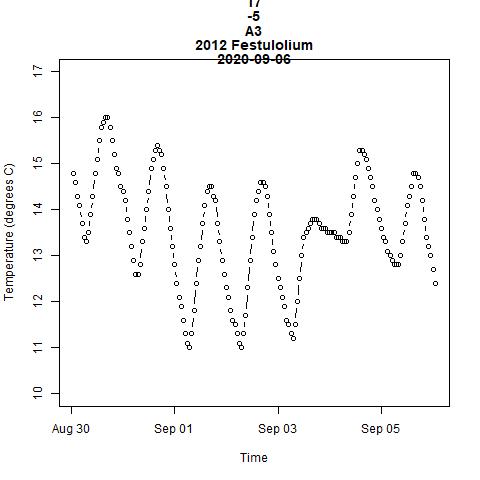 17
-5
A3
2012 Festulolium
2020-09-06
Temperature (degrees C)
17
16
15
14
13
12
11
10
Aug 30
Sep 01
Sep 03
Sep 05
Time